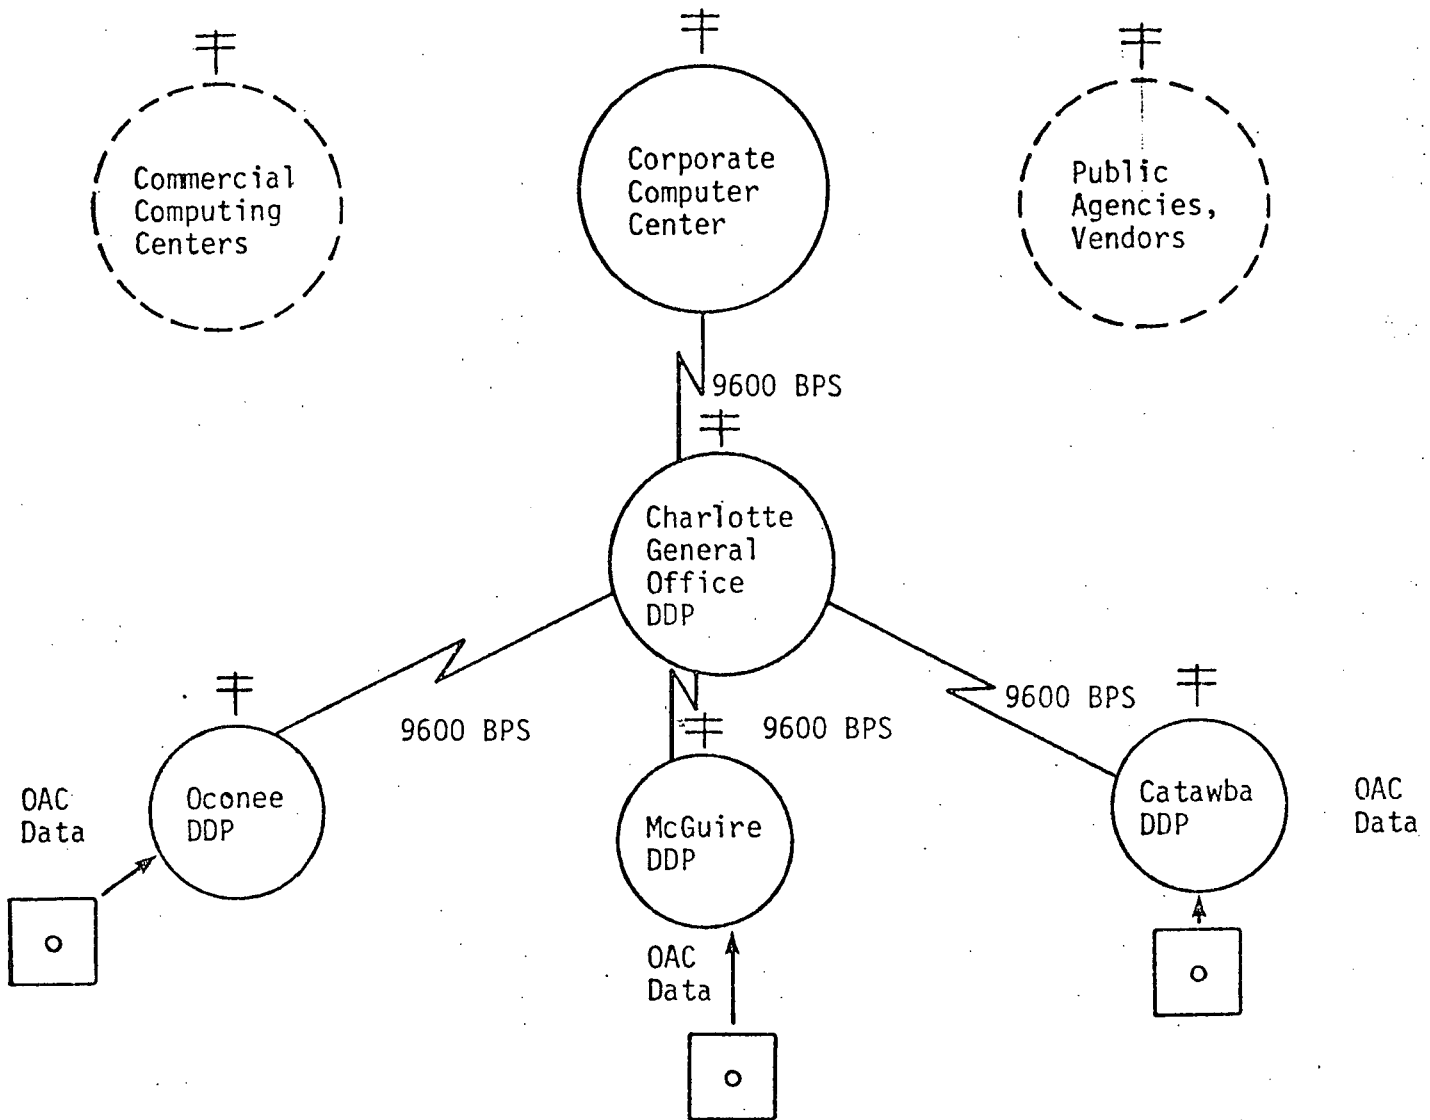 Commercial
Computing
Centers
Corporate
Computer
Center
Public
Agencies,
Vendors
9600 BPS
Charlotte
General
Office
DDP
9600 BPS
9600 BPS
9600 BPS
OAC
Data
Oconee
DDP
McGuire
DDP
Catawba
DDP
OAC
Data
OAC
Data